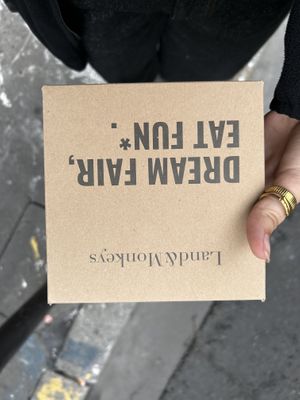 Land&Monkeys
DREAM FAIR,
EAT FUN*.